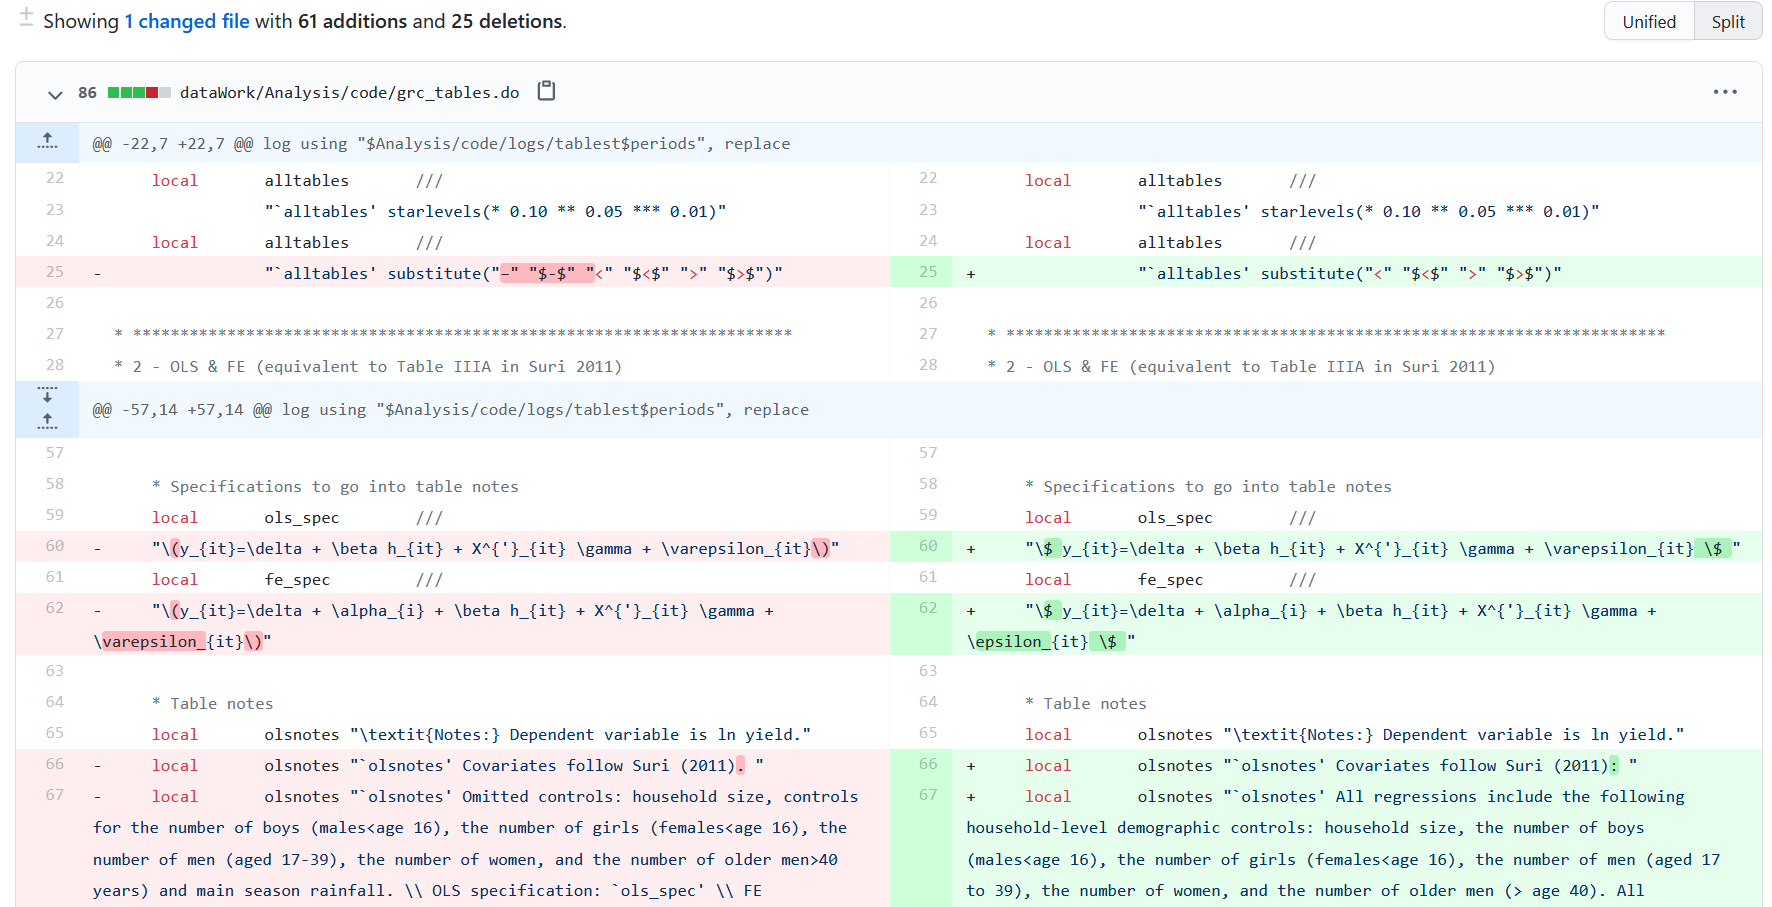 Showing 1 changed file with 61 additions and 25 deletions.
Unified Split
86 dataWork/Analysis/code/grc_tables.do
@@ -22,7 +22,7 @@ log using "$Analysis/code/logs/tablest$periods", replace
22 local alltables ///
23 "`alltables' starlevels(* 0.10 ** 0.05 *** 0.01)"
24 local alltables ///
25 - "`alltables' substitute("–" "$-$" "<" "$<$" ">" "$>$")"
26
27 * **********************************************************************
28 * 2 - OLS & FE (equivalent to Table IIIA in Suri 2011)
22 local alltables ///
23 "`alltables' starlevels(* 0.10 ** 0.05 *** 0.01)"
24 local alltables ///
25 + "`alltables' substitute("<" "$<$" ">" "$>$")"
26
27 * **********************************************************************
28 * 2 - OLS & FE (equivalent to Table IIIA in Suri 2011)
@@ -57,14 +57,14 @@ log using "$Analysis/code/logs/tablest$periods", replace
57
58 * Specifications to go into table notes
59 local ols_spec ///
60 - "\(y_{it}=\delta + \beta h_{it} + X^{'}_{it} \gamma + \varepsilon_{it}\)"
61 local fe_spec ///
62 - "\(y_{it}=\delta + \alpha_{i} + \beta h_{it} + X^{'}_{it} \gamma +
\varepsilon_{it}\)"
63
64 * Table notes
65 local olsnotes "\textit{Notes:} Dependent variable is ln yield."
66 - local olsnotes "`olsnotes' Covariates follow Suri (2011). "
67 - local olsnotes "`olsnotes' Omitted controls: household size, controls
for the number of boys (males<age 16), the number of girls (females<age 16), the
number of men (aged 17-39), the number of women, and the number of older men>40
years) and main season rainfall. \\ OLS specification: `ols_spec' \\ FE
57
58 * Specifications to go into table notes
59 local ols_spec ///
60 + "\$ y_{it}=\delta + \beta h_{it} + X^{'}_{it} \gamma + \varepsilon_{it} \$ "
61 local fe_spec ///
62 + "\$ y_{it}=\delta + \alpha_{i} + \beta h_{it} + X^{'}_{it} \gamma +
\epsilon_{it} \$ "
63
64 * Table notes
65 local olsnotes "\textit{Notes:} Dependent variable is ln yield."
66 + local olsnotes "`olsnotes' Covariates follow Suri (2011): "
67 + local olsnotes "`olsnotes' All regressions include the following
household-level demographic controls: household size, the number of boys
(males<age 16), the number of girls (females<age 16), the number of men (aged 17
to 39), the number of women, and the number of older men (> age 40). All